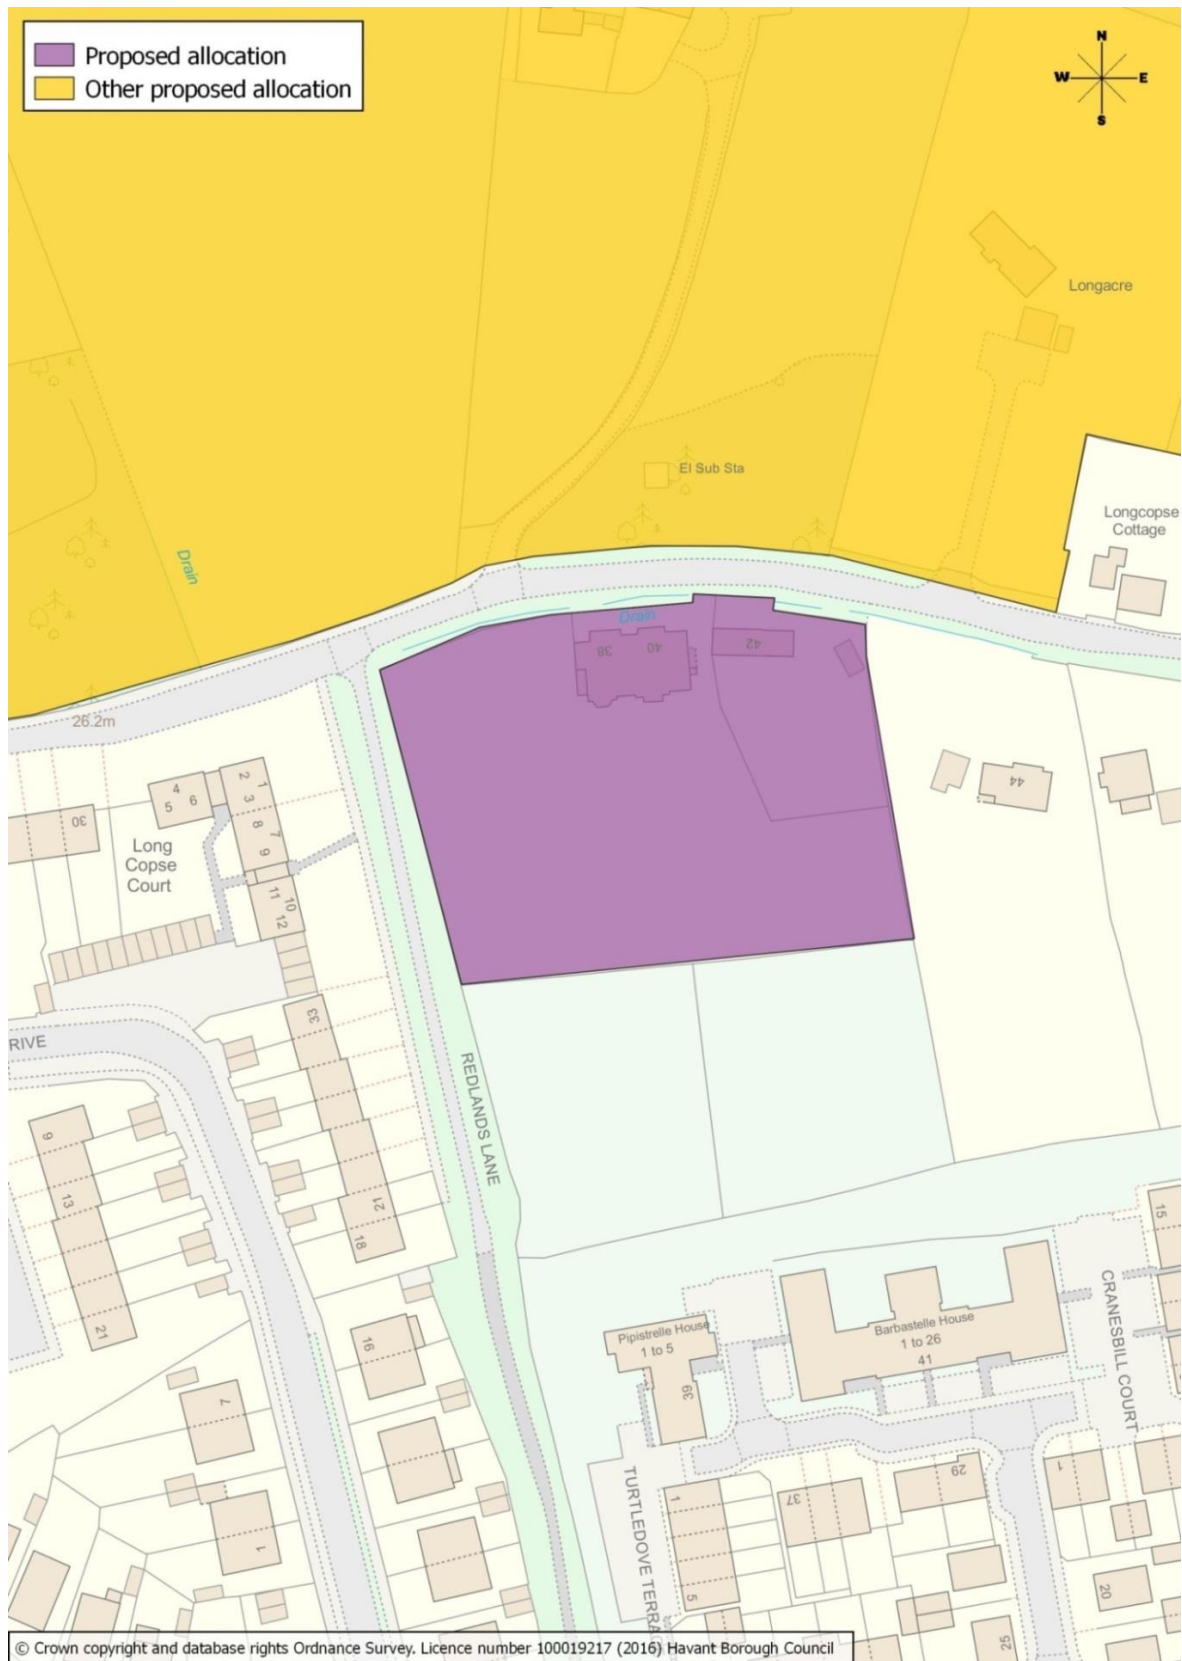 Proposed allocation
Other proposed allocation
N
W
E
S
Longacre
El Sub Sta
Longcopse
Cottage
Drain
Drain
38
40
42
26.2m
44
2
1
4
3
5
6
8
7
30
9
Long
Copse
Court
11
10
12
33
RIVE
REDLANDS LANE
9
13
21
21
18
15
CRANESBILL COURT
Pipistrelle House
1 to 5
Barbastelle House
1 to 26
41
16
39
7
TURTLEDOVE TERRAC
1
37
29
1
1
5
20
25
© Crown copyright and database rights Ordnance Survey. Licence number 100019217 (2016) Havant Borough Council